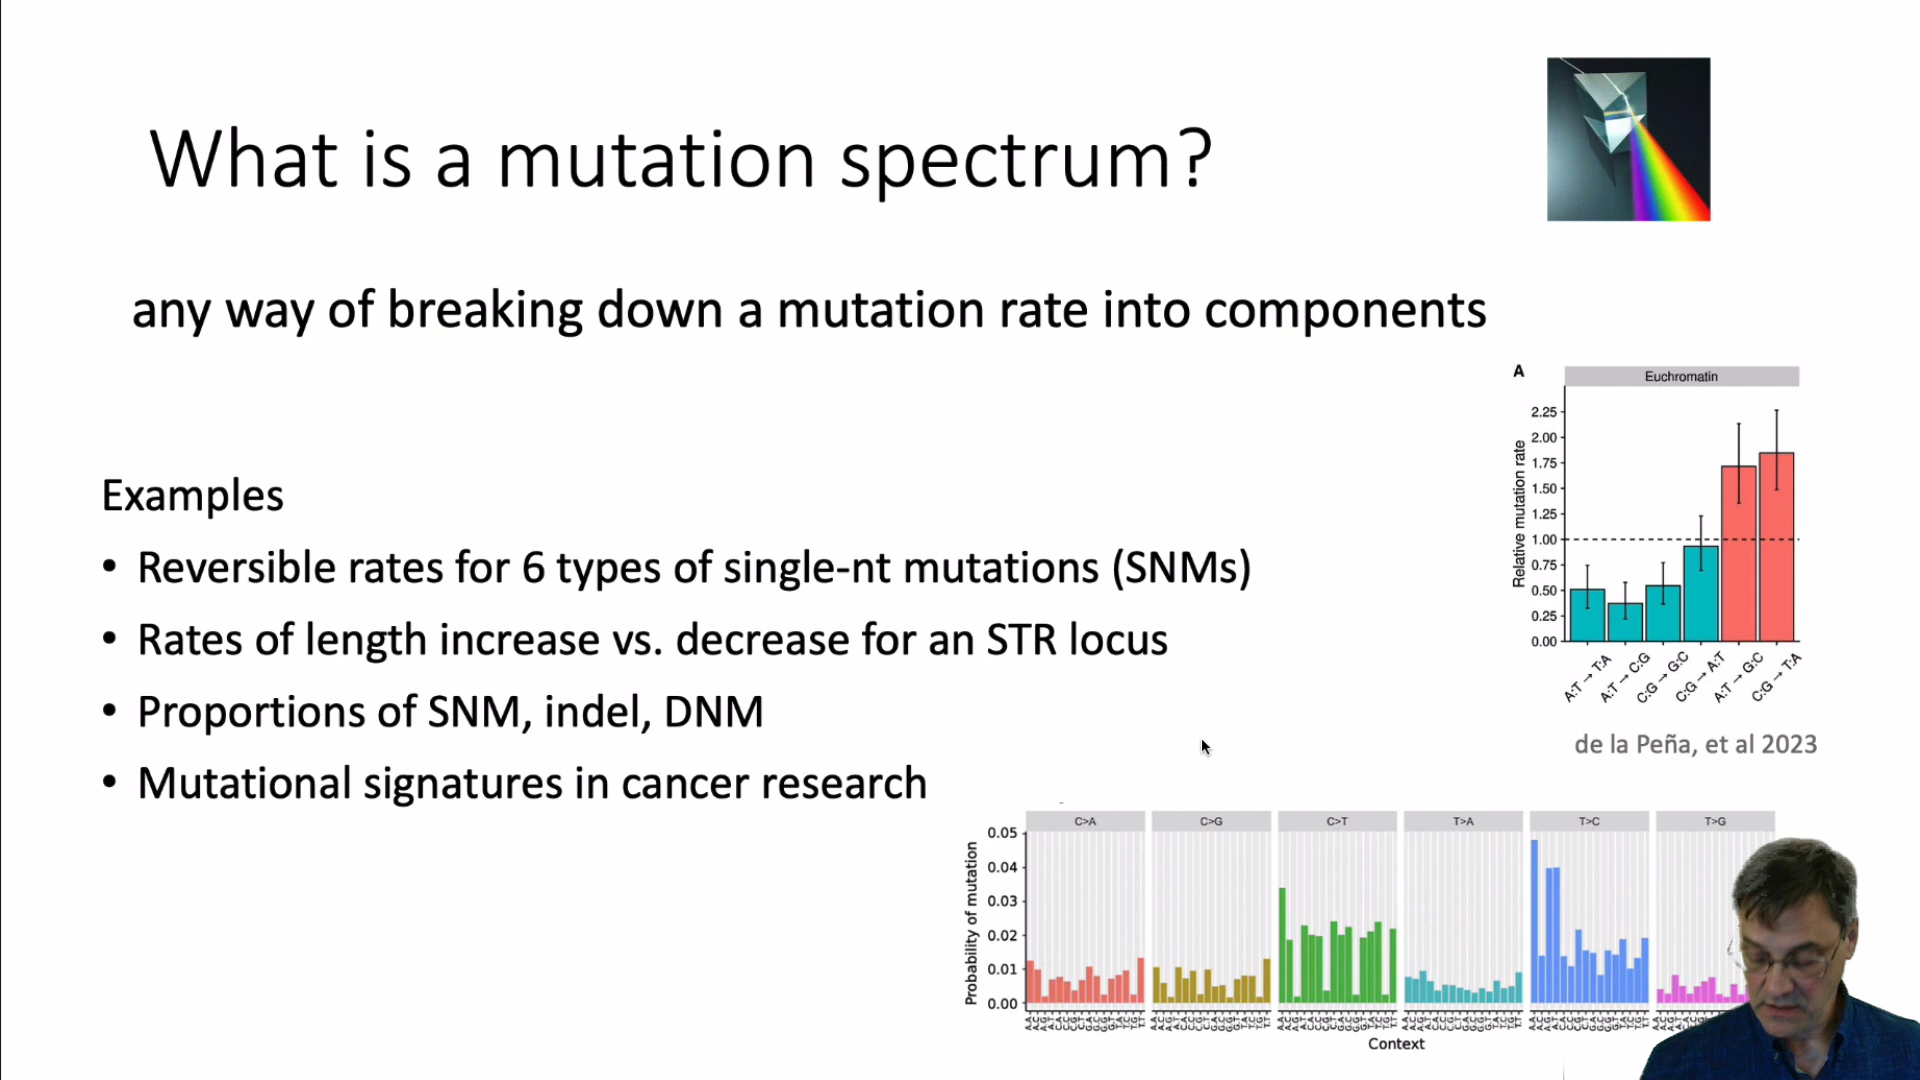 What is a mutation spectrum?
any way of breaking down a mutation rate into components
Examples
• Reversible rates for 6 types of single-nt mutations (SNMs)
• Rates of length increase vs. decrease for an STR locus
• Proportions of SNM, indel, DNM
• Mutational signatures in cancer research
A
Euchromatin
Relative mutation rate
2.25
2.00
1.75
1.50
1.25
1.00
0.75
0.50
0.25
0.00
A:T → T:A
A:T → C:G
C:G → G:C
C:G → A:T
A:T → G:C
C:G → T:A
de la Peña, et al 2023
C>A C>G C>T T>A T>C T>G
Probability of mutation
0.05
0.04
0.03
0.02
0.01
0.00
Context